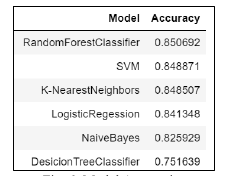 Model Accuracy
RandomForestClassifier 0.850692
SVM 0.848871
K-NearestNeighbors 0.848507
LogisticRegession 0.841348
NaiveBayes 0.825929
DesicionTreeClassifier 0.751639